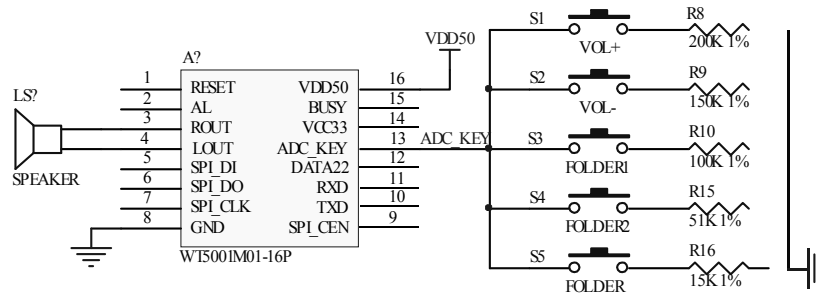 S1 R8
VOL+ 200K 1%
VDD50
A?
S2 R9
VOL- 150K 1%
LS?
SPEAKER
1 RESET VDD50 16
2 AL BUSY 15
3 ROUT VCC33 14
4 LOUT ADC_KEY 13 ADC_KEY
5 SPI_DI DATA22 12
6 SPI_DO RXD 11
7 SPI_CLK TXD 10
8 GND SPI_CEN 9
WT5001M01-16P
S3 R10
FOLDER1 100K 1%
S4 R15
FOLDER2 51K 1%
S5 R16
FOLDER 15K 1%